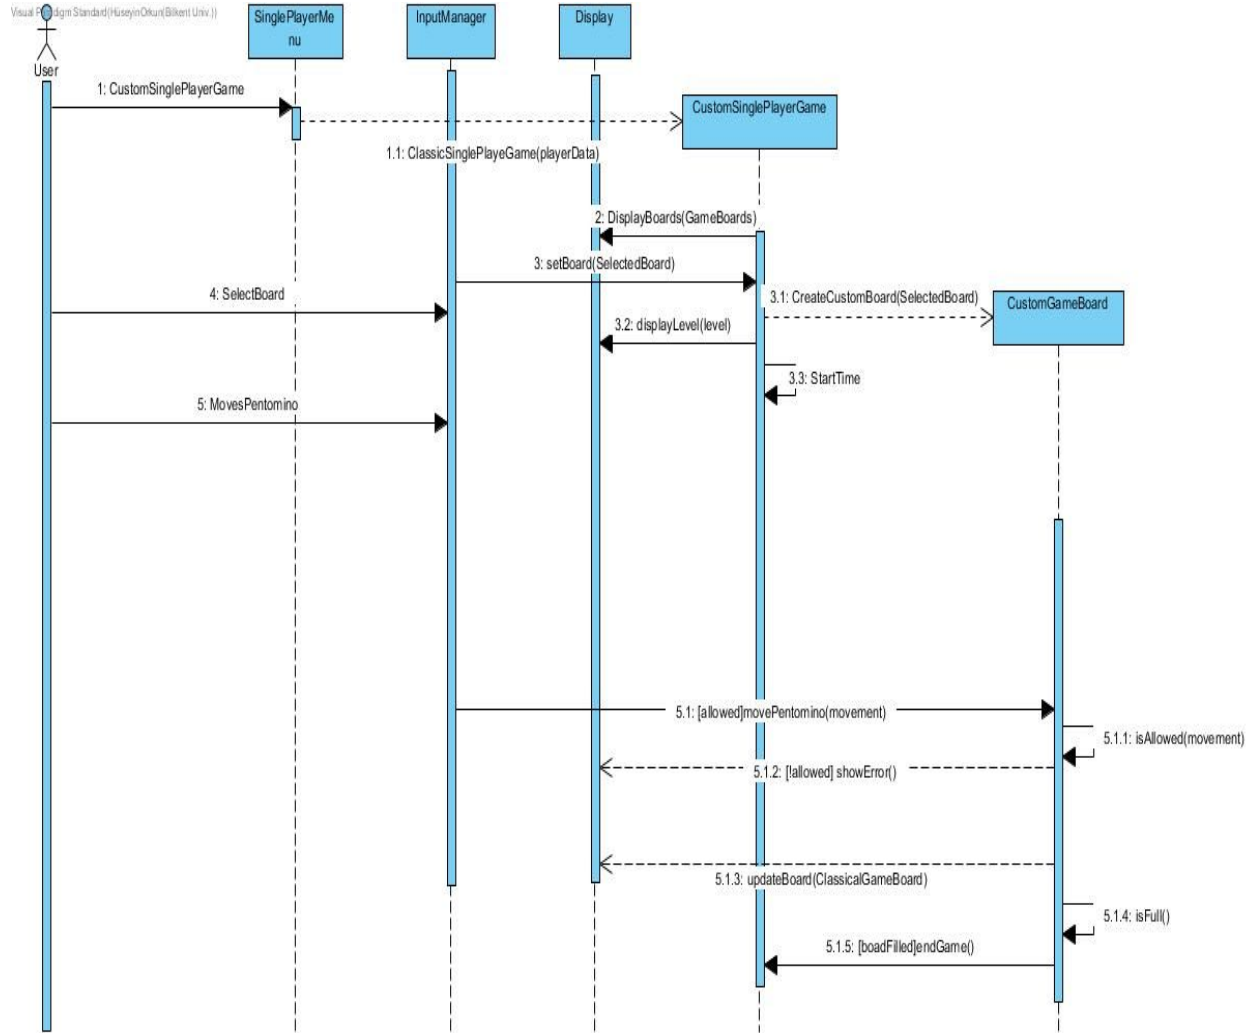 Visual Paradigm Standard(HüseyinOrkun(Bilkent Univ.))
SinglePlayerMe
nu
InputManager
Display
User
1: CustomSinglePlayerGame
CustomSinglePlayerGame
1.1: ClassicSinglePlayeGame(playerData)
2: DisplayBoards(GameBoards)
3: setBoard(SelectedBoard)
4: SelectBoard
3.1: CreateCustomBoard(SelectedBoard)
CustomGameBoard
3.2: displayLevel(level)
3.3: StartTime
5: MovesPentomino
5.1: [allowed]movePentomino(movement)
5.1.1: isAllowed(movement)
5.1.2: [!allowed] showError()
5.1.3: updateBoard(ClassicalGameBoard)
5.1.4: isFull()
5.1.5: [boadFilled]endGame()